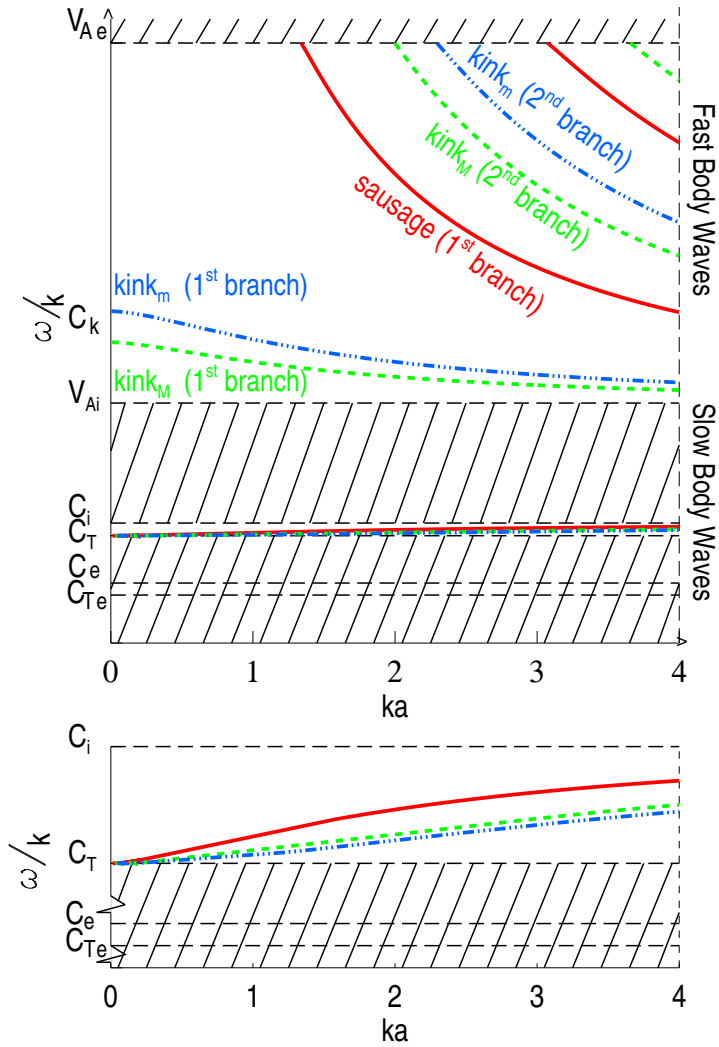 V_Ae
kink_m (2^nd branch)
kink_M (2^nd branch)
sausage (1^st branch)
Fast Body Waves
kink_m (1^st branch)
ω/k
C_k
kink_M (1^st branch)
V_Ai
Slow Body Waves
C_i
C_T
C_e
C_Te
0 1 2 3 4
ka
C_i
ω/k
C_T
C_e
C_Te
0 1 2 3 4
ka